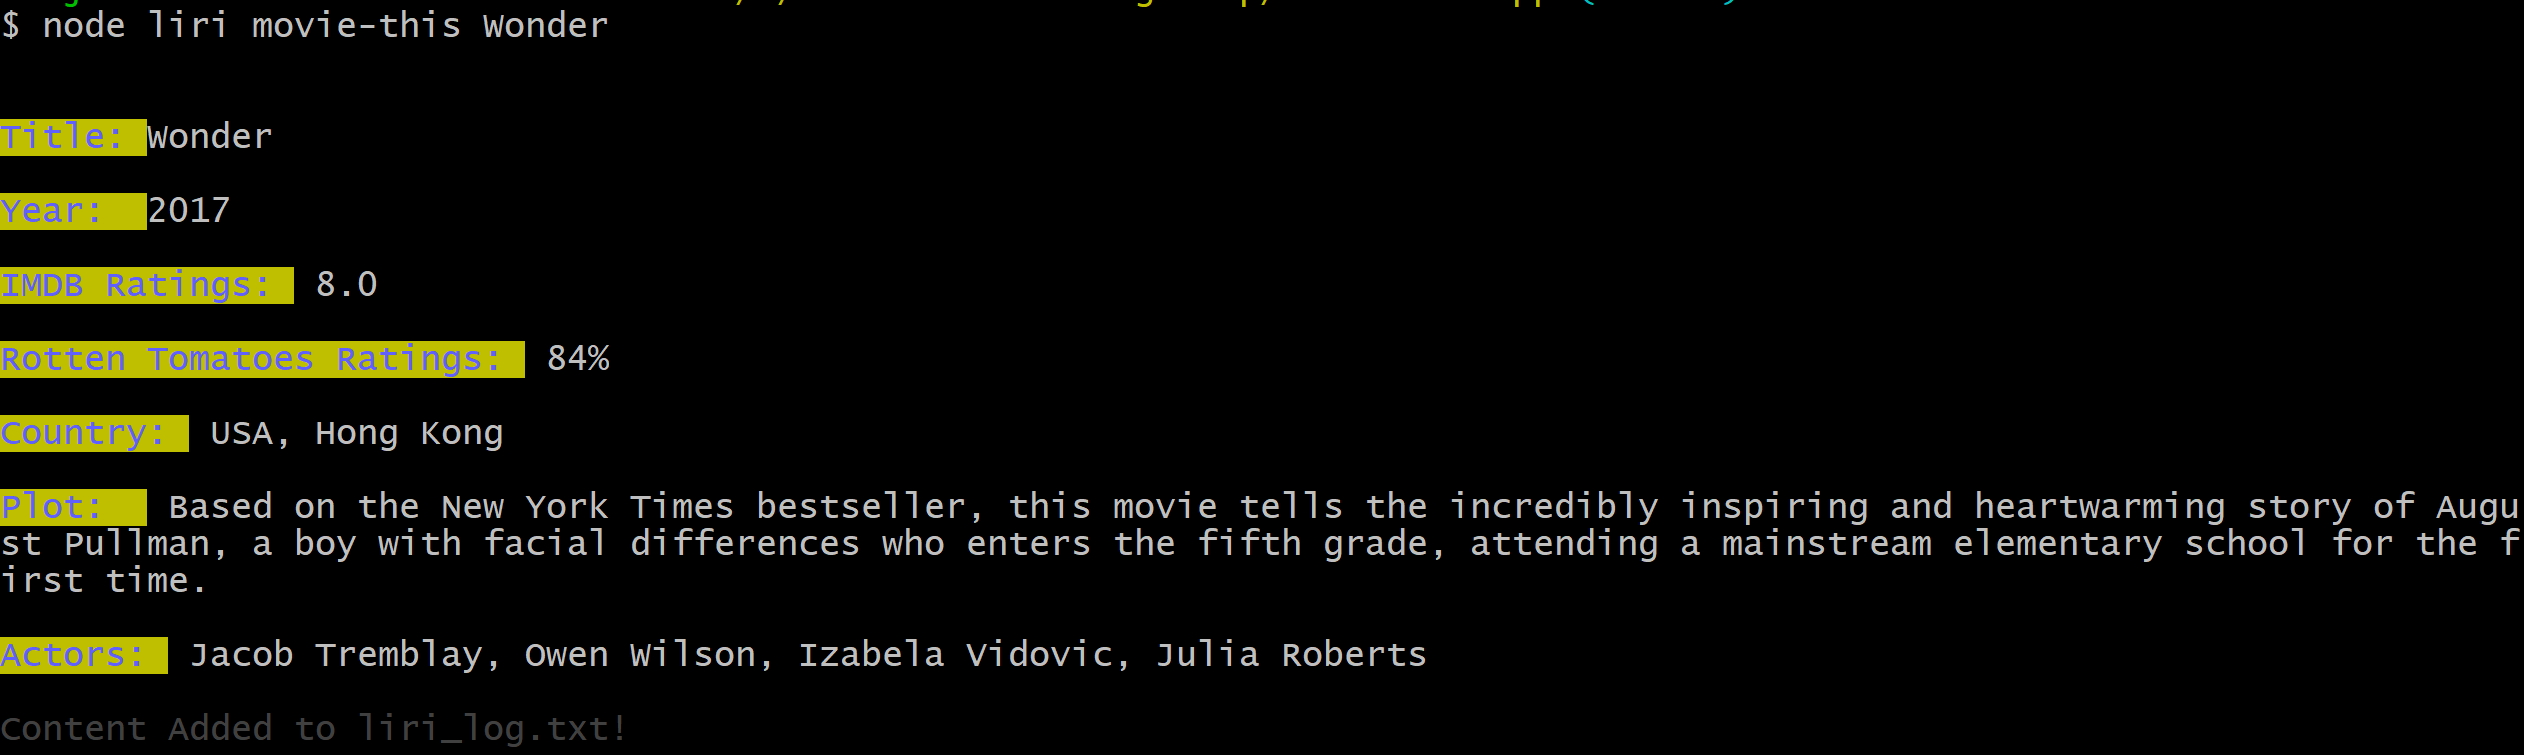 $ node liri movie-this Wonder
Title: Wonder
Year:  2017
IMDB Ratings:  8.0
Rotten Tomatoes Ratings:  84%
Country:  USA, Hong Kong
Plot:   Based on the New York Times bestseller, this movie tells the incredibly inspiring and heartwarming story of Augu
st Pullman, a boy with facial differences who enters the fifth grade, attending a mainstream elementary school for the f
irst time.
Actors:  Jacob Tremblay, Owen Wilson, Izabela Vidovic, Julia Roberts
Content Added to liri_log.txt!